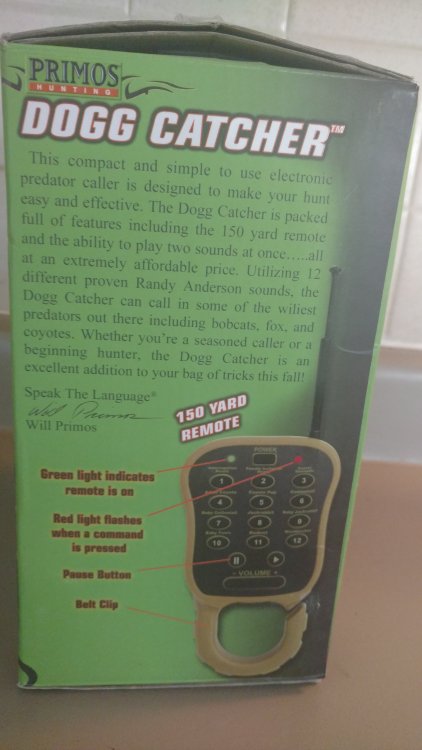 PRIMOS
HUNTING
DOGG CATCHER™
This compact and simple to use electronic
predator caller is designed to make your hunt
easy and effective. The Dogg Catcher is packed
full of features including the 150 yard remote
and the ability to play two sounds at once.....all
at an extremely affordable price. Utilizing 12
different proven Randy Anderson sounds, the
Dogg Catcher can call in some of the wiliest
predators out there including bobcats, fox, and
coyotes. Whether you're a seasoned caller or a
beginning hunter, the Dogg Catcher is an
excellent addition to your bag of tricks this fall!
Speak The Language®
Will Primos
Will Primos
150 YARD
REMOTE
Green light indicates
remote is on
Red light flashes
when a command
is pressed
Pause Button
Belt Clip
POWER
1 2 3
4 5 6
7 8 9
10 11 12
- VOLUME +